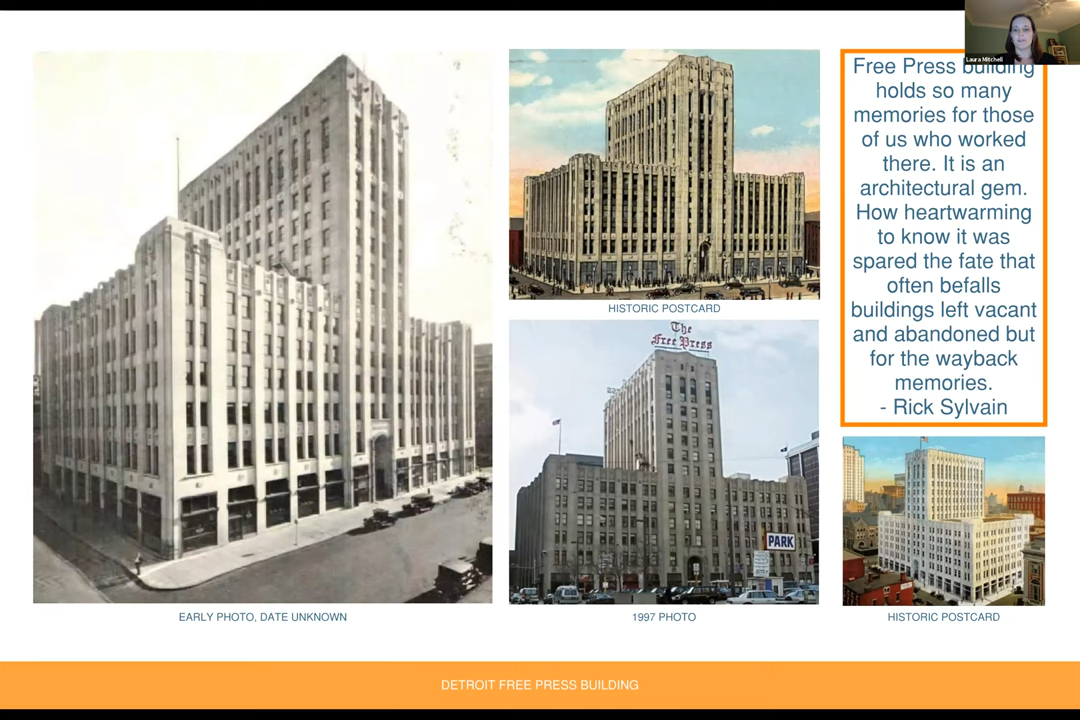 Laura Mitchell
Free Press building
holds so many
memories for those
of us who worked
there. It is an
architectural gem.
How heartwarming
to know it was
spared the fate that
often befalls
buildings left vacant
and abandoned but
for the wayback
memories.
- Rick Sylvain
HISTORIC POSTCARD
The
Free Press
PARK
EARLY PHOTO, DATE UNKNOWN
1997 PHOTO
HISTORIC POSTCARD
DETROIT FREE PRESS BUILDING